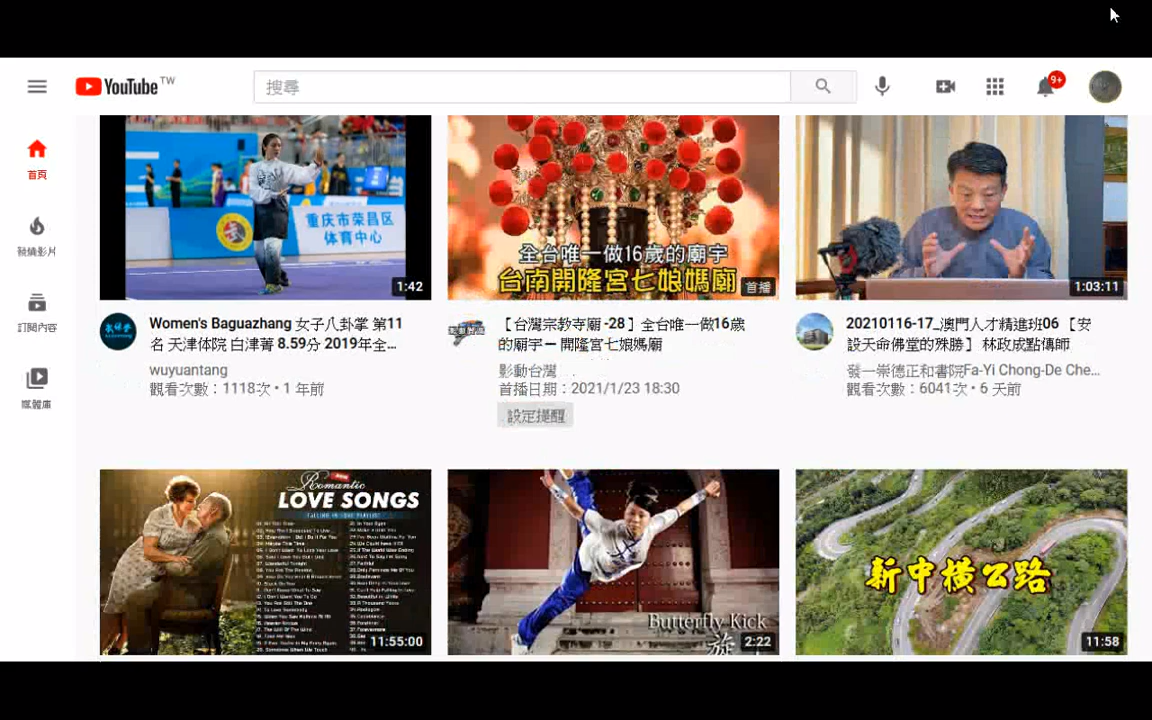 YouTube TW
搜尋
9+
首頁
發燒影片
訂閱內容
媒體庫
重庆市荣昌区
体育中心
1:42
全台唯一做16歲的廟宇
台南開隆宮七娘媽廟
首播
1:03:11
Women's Baguazhang 女子八卦掌 第11
名 天津体院 白津菁 8.59分 2019年全...
wuyuantang
觀看次數：1118次 • 1 年前
【台灣宗教寺廟 -28】全台唯一做16歲
的廟宇 — 開隆宮七娘媽廟
影動台灣
首播日期：2021/1/23 18:30
設定提醒
20210116-17_澳門人才精進班06 【安
設天命佛堂的殊勝】 林政成點傳師
發一崇德正和書院Fa-Yi Chong-De Che...
觀看次數：6041次 • 6 天前
Romantic
LOVE SONGS
11:55:00
Butterfly Kick
旋
2:22
新中橫公路
11:58